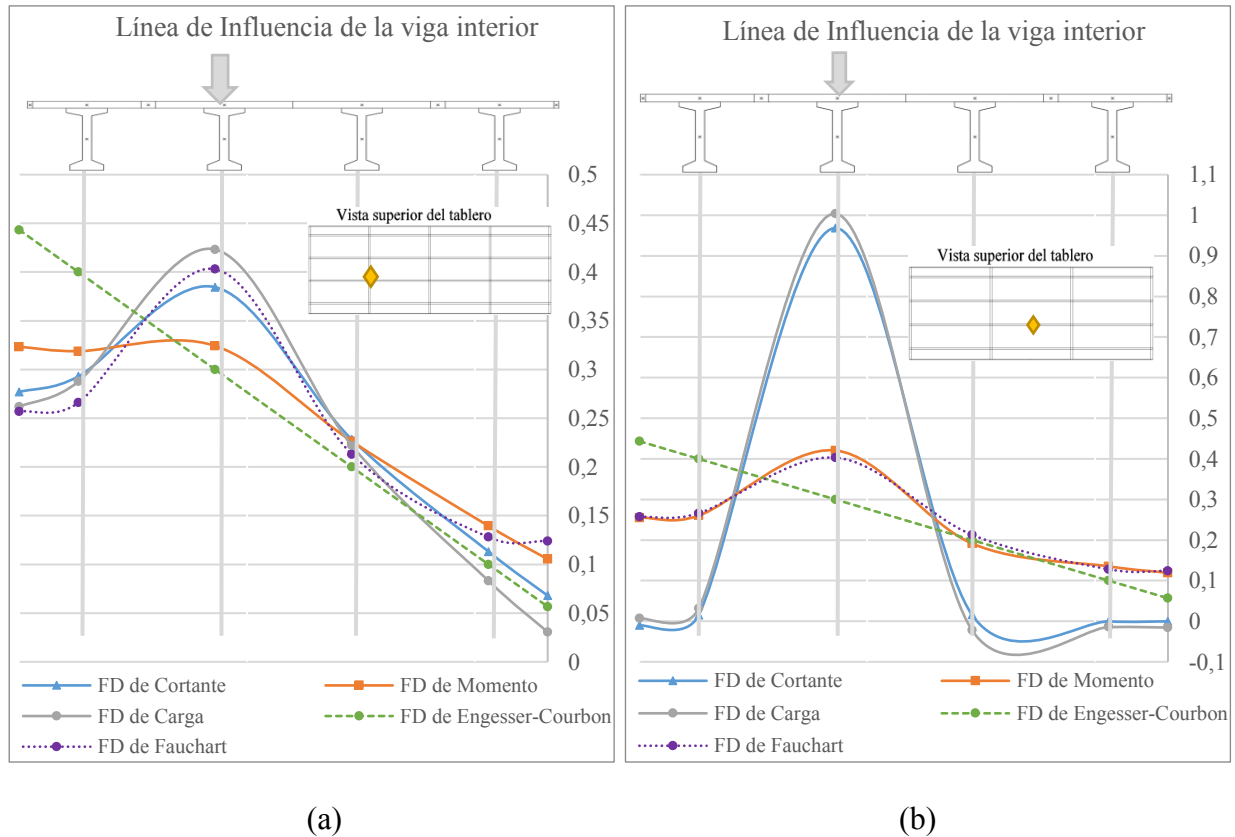 Línea de Influencia de la viga interior
0,5
0,45
0,4
0,35
0,3
0,25
0,2
0,15
0,1
0,05
0
Vista superior del tablero
FD de Cortante
FD de Momento
FD de Carga
FD de Engesser-Courbon
FD de Fauchart
(a)
Línea de Influencia de la viga interior
1,1
1
0,9
0,8
0,7
0,6
0,5
0,4
0,3
0,2
0,1
0
-0,1
Vista superior del tablero
FD de Cortante
FD de Momento
FD de Carga
FD de Engesser-Courbon
FD de Fauchart
(b)